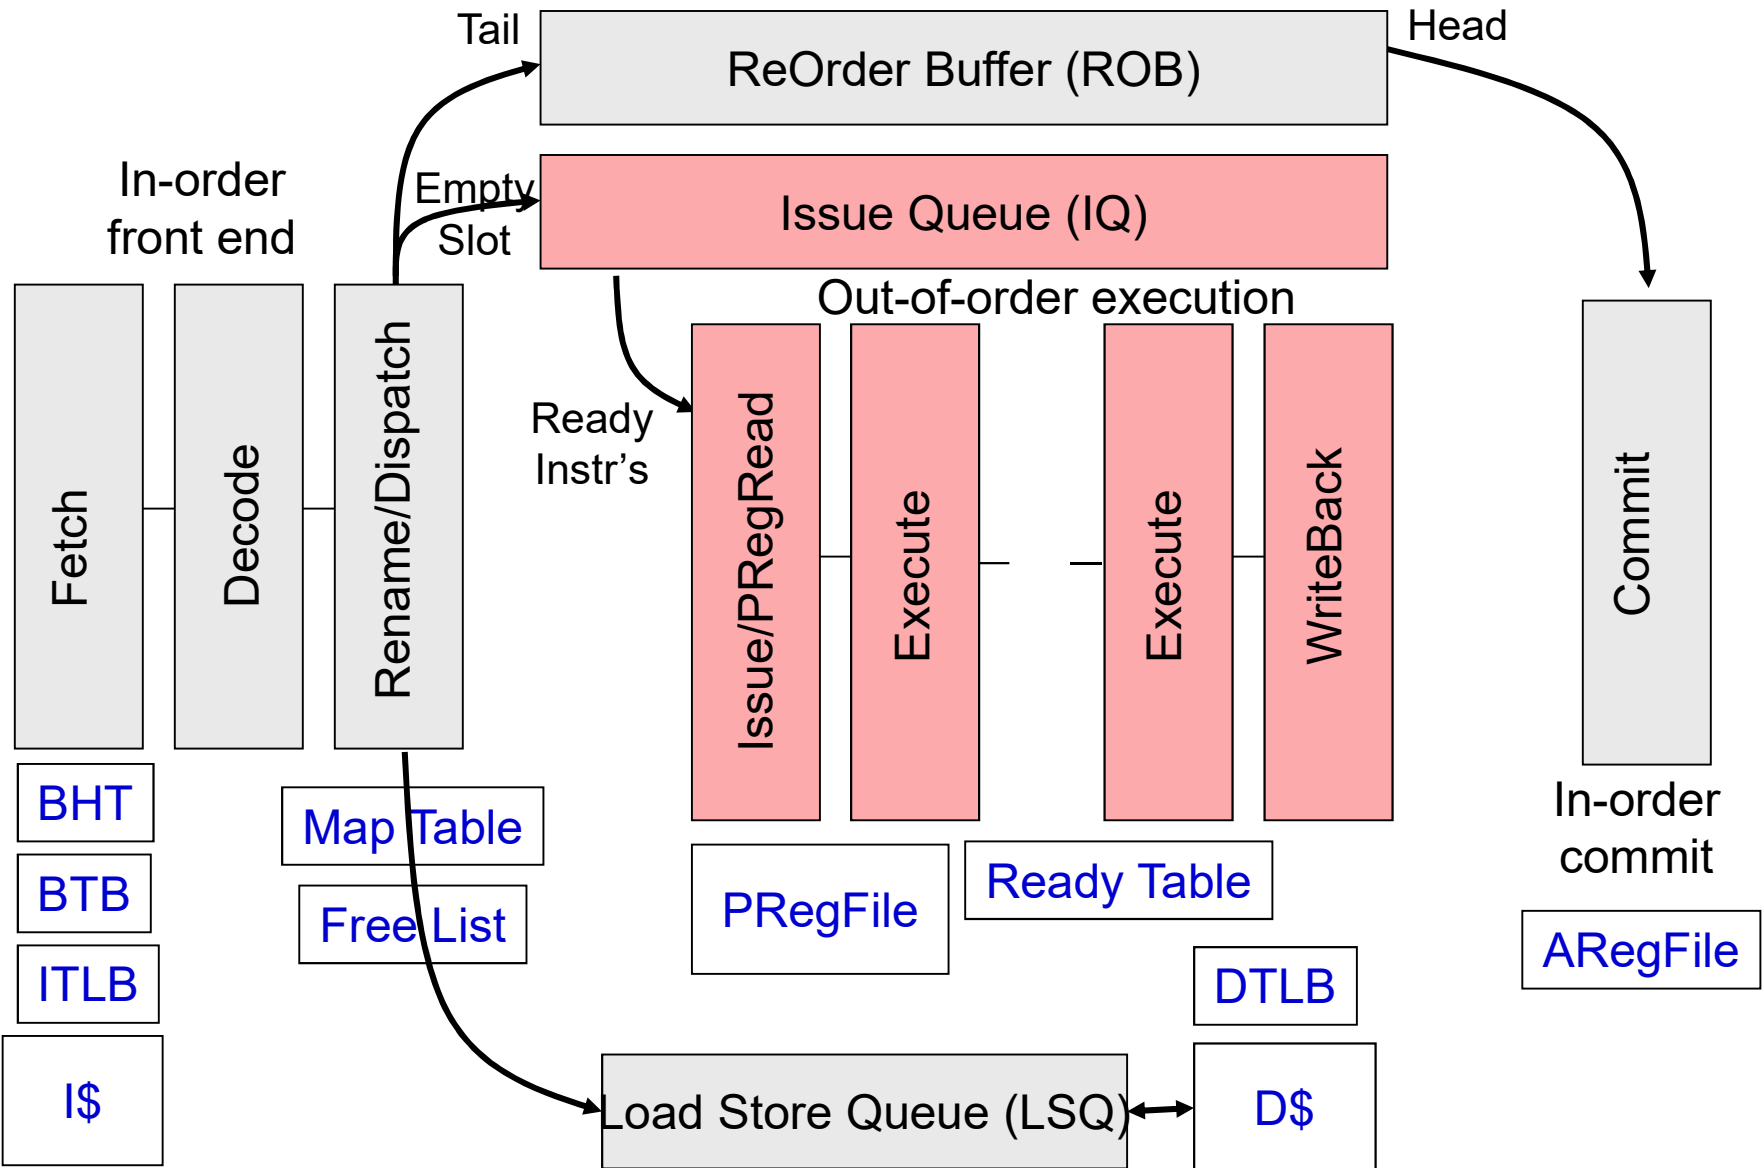 Tail
ReOrder Buffer (ROB)
Head
In-order
front end
Empty
Slot
Issue Queue (IQ)
Out-of-order execution
Ready
Instr’s
Fetch
Decode
Rename/Dispatch
Issue/PRegRead
Execute
Execute
WriteBack
Commit
BHT
BTB
ITLB
I$
Map Table
Free List
PRegFile
Ready Table
In-order
commit
ARegFile
DTLB
Load Store Queue (LSQ)
D$